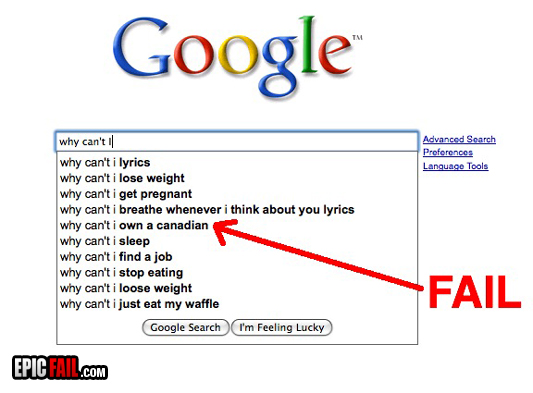 Google™
why can't I
Advanced Search
Preferences
Language Tools
why can't i lyrics
why can't i lose weight
why can't i get pregnant
why can't i breathe whenever i think about you lyrics
why can't i own a canadian
why can't i sleep
why can't i find a job
why can't i stop eating
why can't i loose weight
why can't i just eat my waffle
FAIL
Google Search I'm Feeling Lucky
EPICFAIL.com